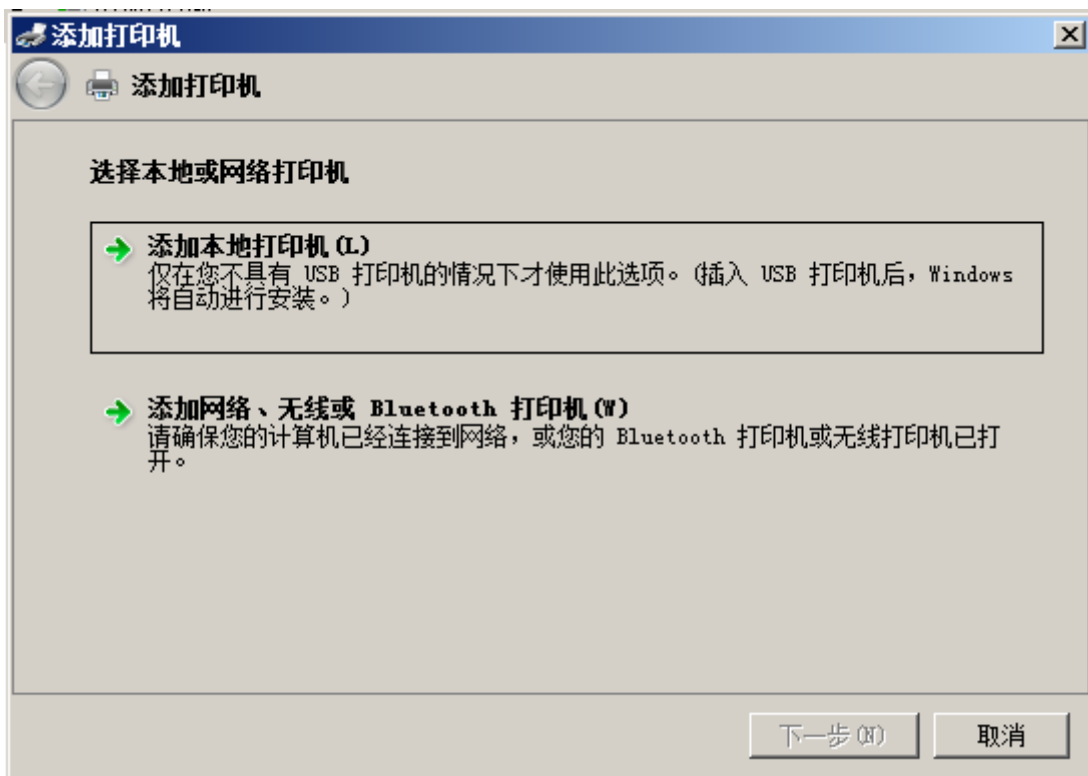 添加打印机
添加打印机
选择本地或网络打印机
添加本地打印机(L)
仅在您不具有 USB 打印机的情况下才使用此选项。(插入 USB 打印机后，Windows
将自动进行安装。)
添加网络、无线或 Bluetooth 打印机(W)
请确保您的计算机已经连接到网络，或您的 Bluetooth 打印机或无线打印机已打
开。
下一步(N)
取消